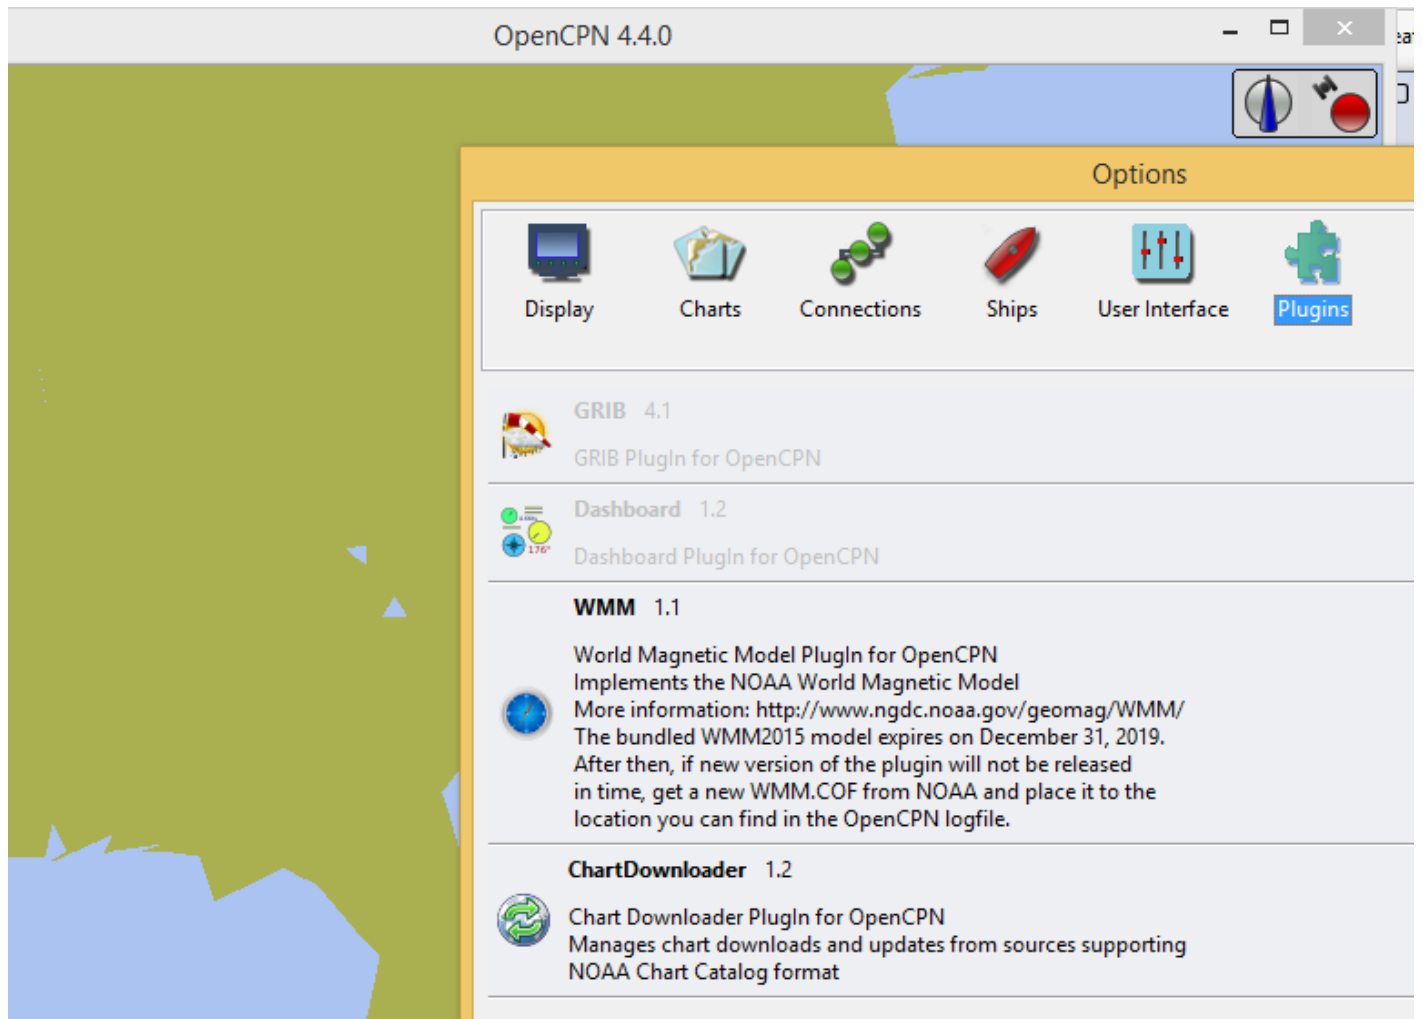 OpenCPN 4.4.0
Options
Display Charts Connections Ships User Interface Plugins
GRIB 4.1
GRIB PlugIn for OpenCPN
Dashboard 1.2
176°
Dashboard PlugIn for OpenCPN
WMM 1.1
World Magnetic Model PlugIn for OpenCPN
Implements the NOAA World Magnetic Model
More information: http://www.ngdc.noaa.gov/geomag/WMM/
The bundled WMM2015 model expires on December 31, 2019.
After then, if new version of the plugin will not be released
in time, get a new WMM.COF from NOAA and place it to the
location you can find in the OpenCPN logfile.
ChartDownloader 1.2
Chart Downloader PlugIn for OpenCPN
Manages chart downloads and updates from sources supporting
NOAA Chart Catalog format